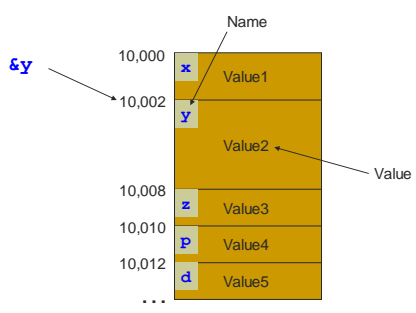 Name
&y
10,000
x
Value1
10,002
y
Value2
Value
10,008
z
Value3
10,010
p
Value4
10,012
d
Value5
...